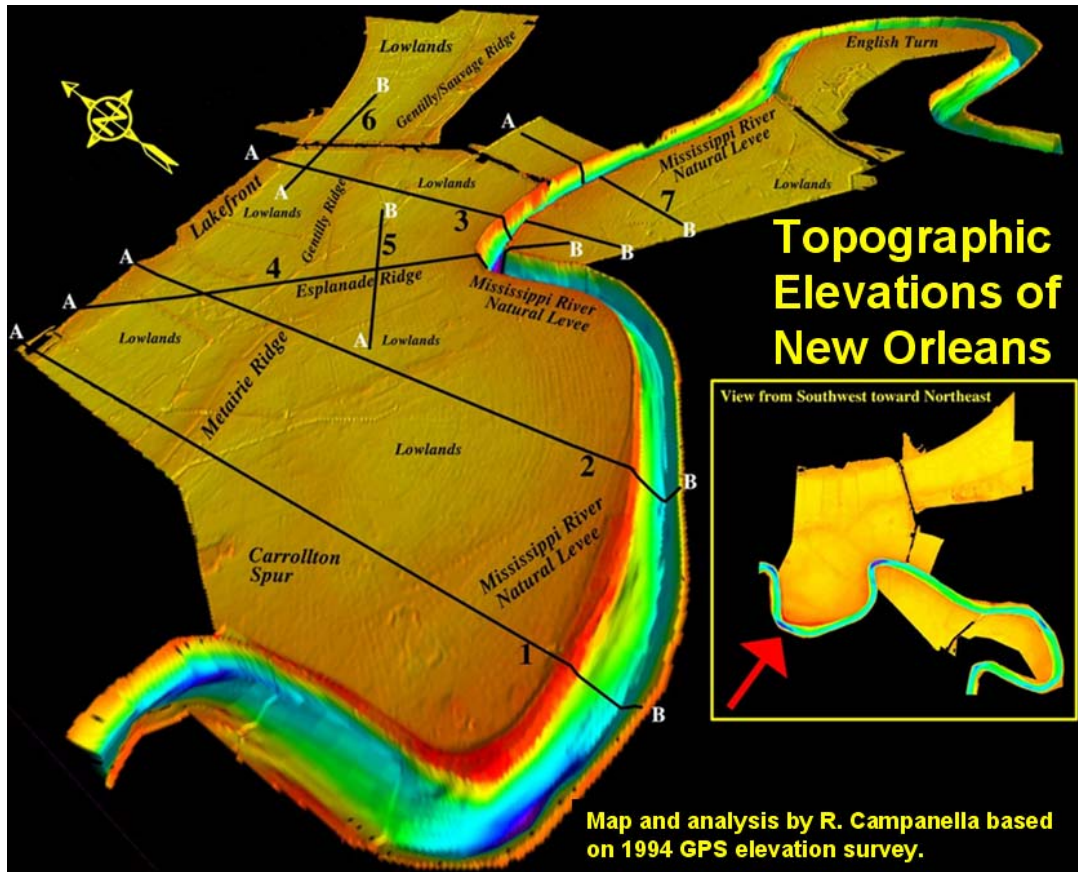 Lowlands
Gentilly/Sauvage Ridge
English Turn
B
6
A
A
Mississippi River
Natural Levee
Lowlands
Lakefront
A
Lowlands
Gentilly Ridge
Lowlands
B
5
3
7
B
B
B
A
4
Esplanade Ridge
Mississippi River
Natural Levee
A
A
Lowlands
A
Lowlands
Metairie Ridge
Lowlands
2
B
Mississippi River
Natural Levee
Carrollton
Spur
1
B
Topographic
Elevations of
New Orleans
View from Southwest toward Northeast
Map and analysis by R. Campanella based
on 1994 GPS elevation survey.